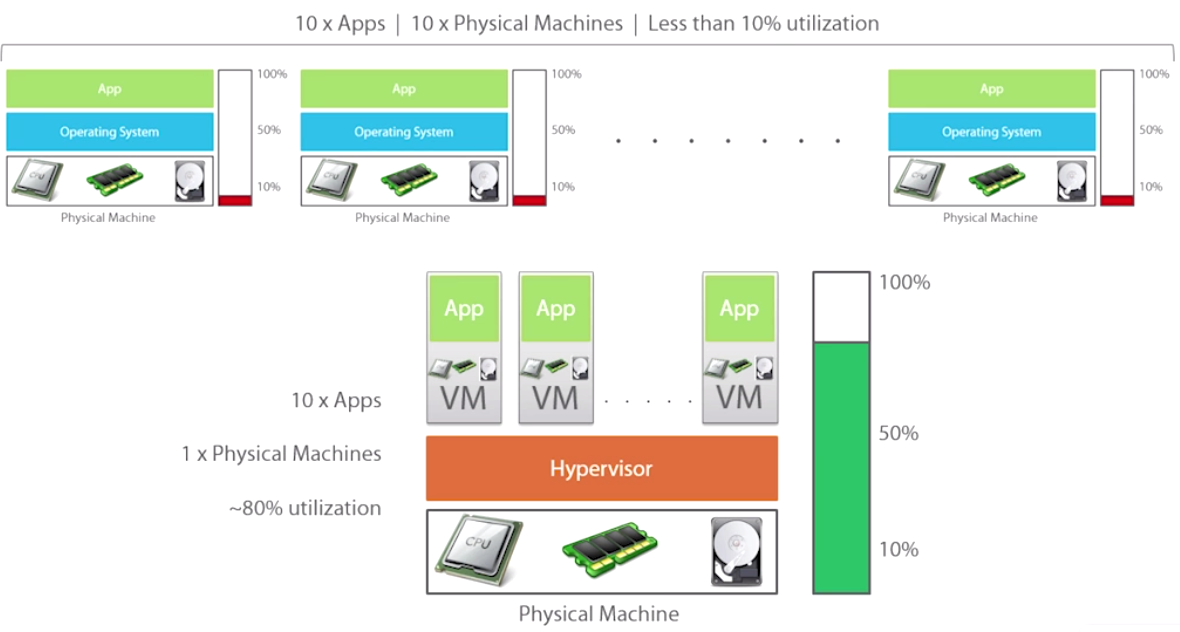 10 x Apps | 10 x Physical Machines | Less than 10% utilization
App
Operating System
CPU
Physical Machine
100%
50%
10%
App
Operating System
CPU
Physical Machine
100%
50%
10%
. . . . . . .
App
Operating System
CPU
Physical Machine
100%
50%
10%
10 x Apps
1 x Physical Machines
~80% utilization
App
VM
App
VM
. . . . .
App
VM
Hypervisor
CPU
Physical Machine
100%
50%
10%